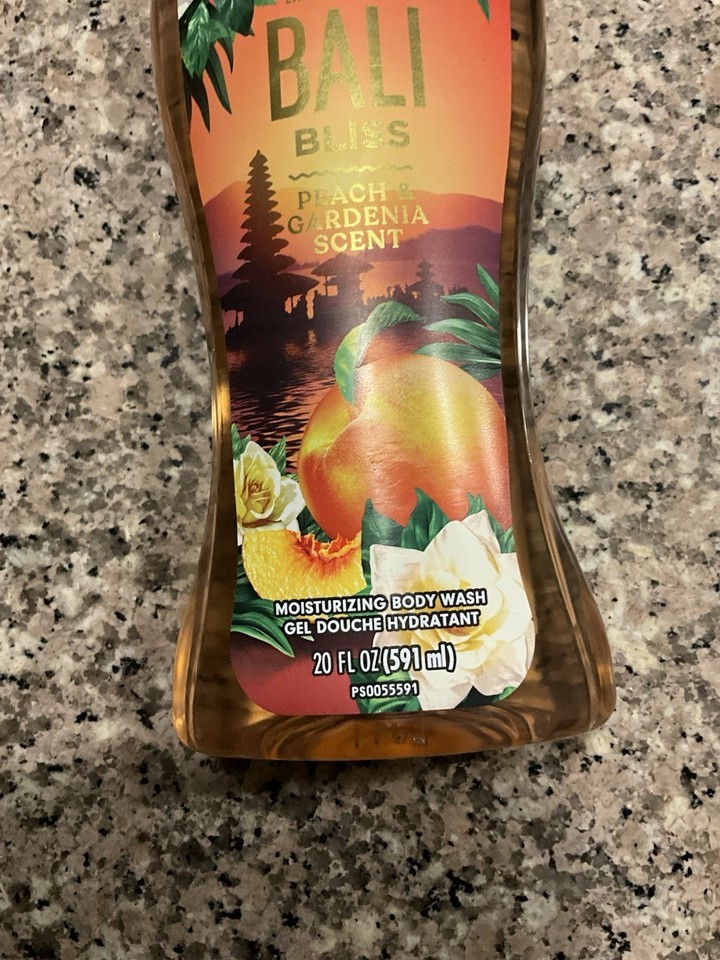 BALI
BLISS
PEACH &
GARDENIA
SCENT
MOISTURIZING BODY WASH
GEL DOUCHE HYDRATANT
20 FL OZ (591 ml)
PS0055591